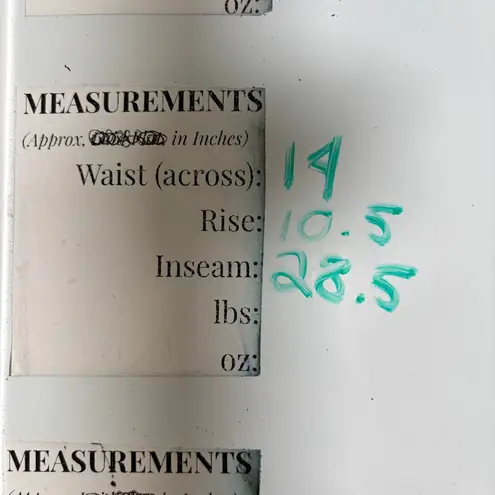 oz:
MEASUREMENTS
(Approx. in Inches)
Waist (across): 14
Rise: 10.5
Inseam: 28.5
lbs:
oz:
MEASUREMENTS